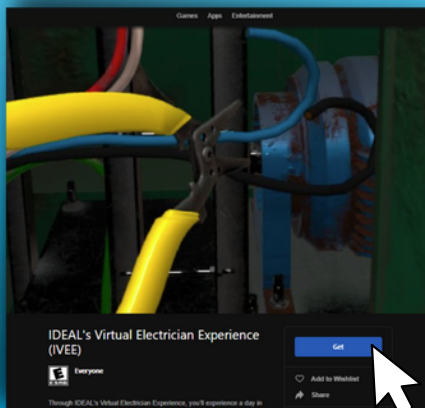 Games Apps Entertainment
IDEAL's Virtual Electrician Experience
(IVEE)
Get
E
Everyone
Add to Wishlist
Share
Through IDEAL's Virtual Electrician Experience, you'll experience a day in